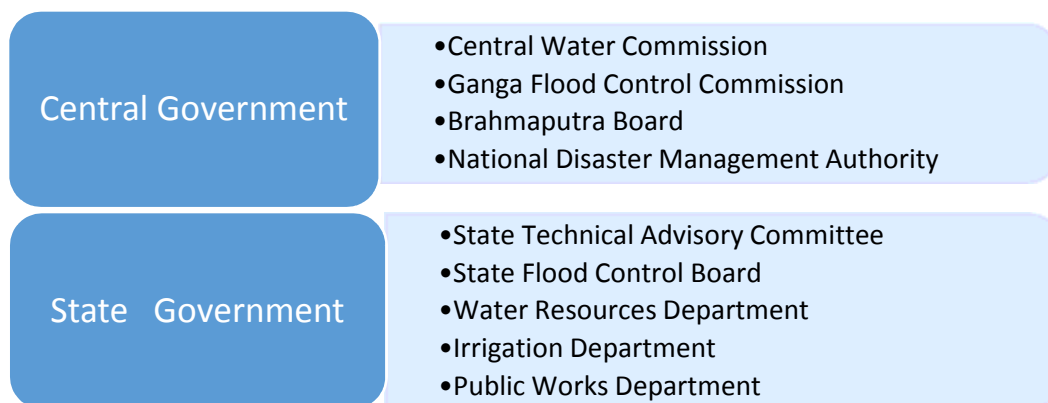 Central Government
•Central Water Commission
•Ganga Flood Control Commission
•Brahmaputra Board
•National Disaster Management Authority
State Government
•State Technical Advisory Committee
•State Flood Control Board
•Water Resources Department
•Irrigation Department
•Public Works Department